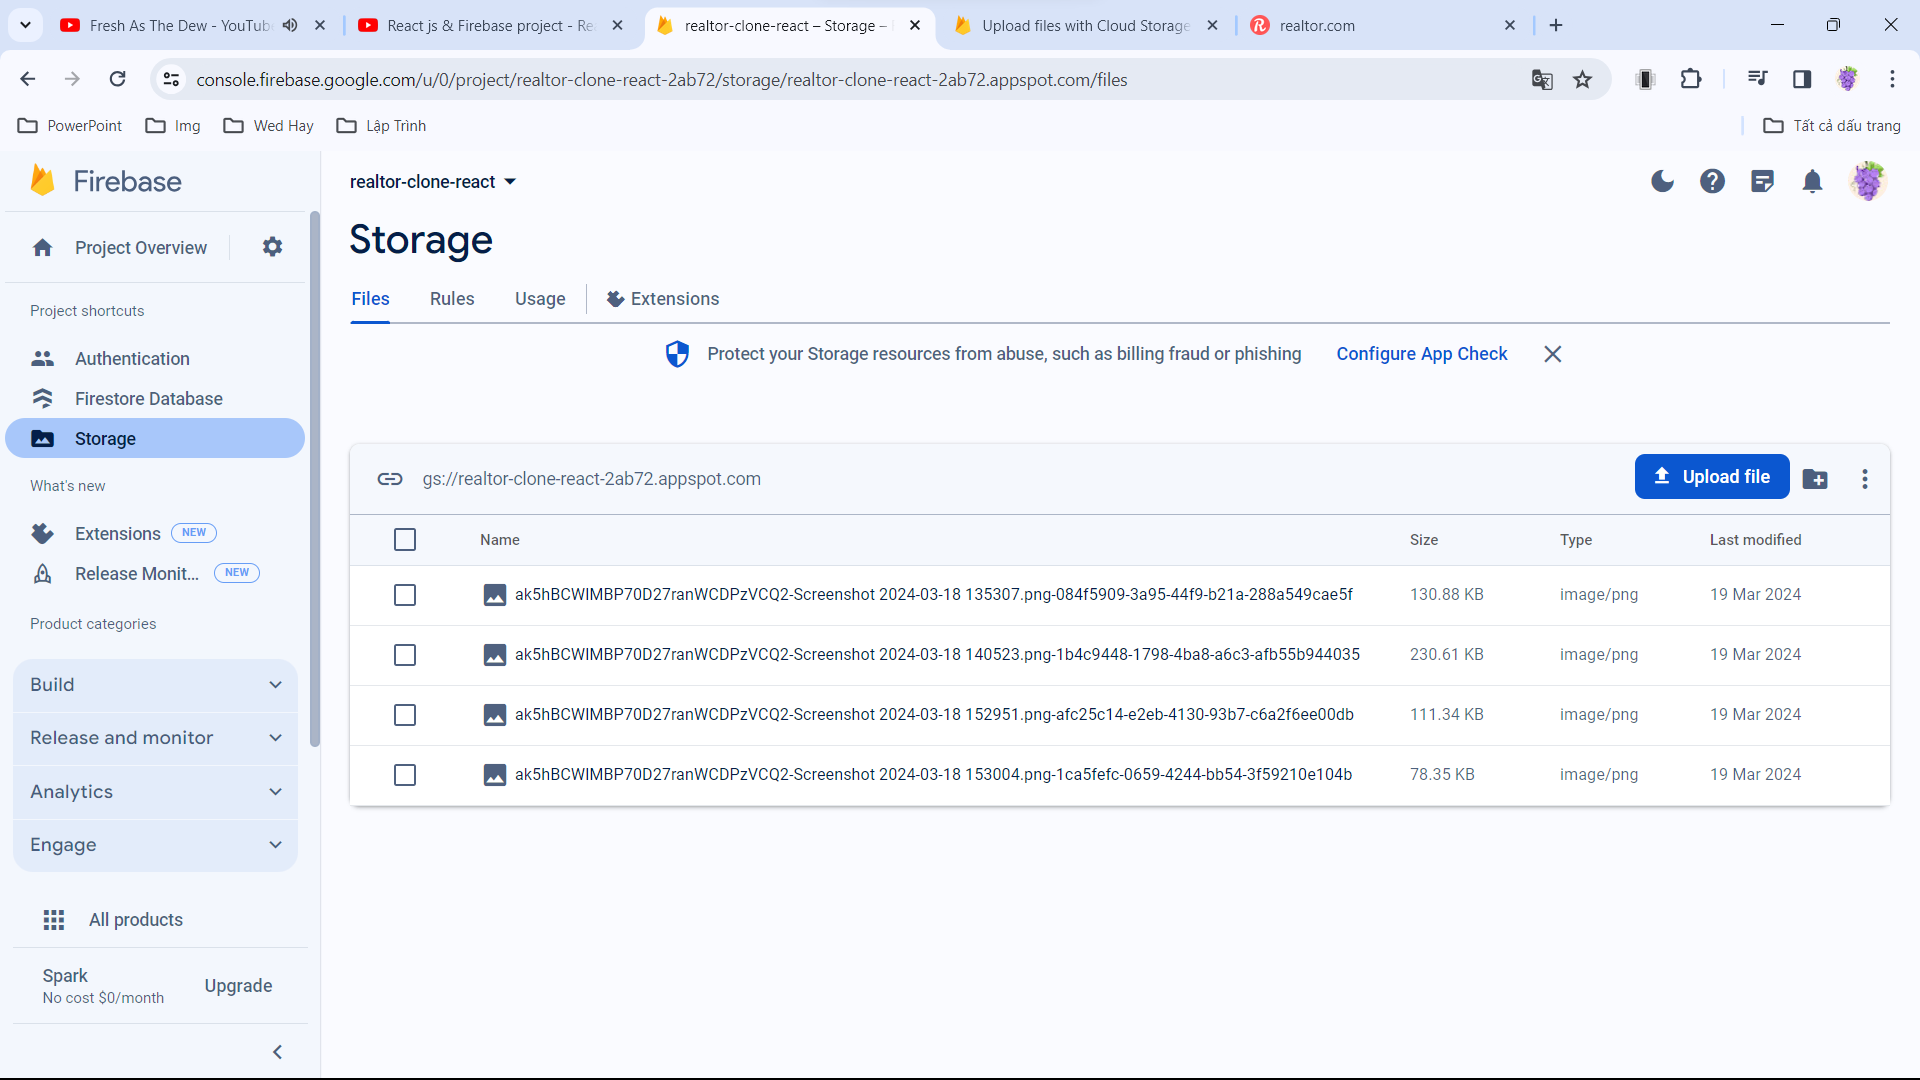 Fresh As The Dew - YouTube
React js & Firebase project - Re
realtor-clone-react – Storage –
Upload files with Cloud Storage
realtor.com
console.firebase.google.com/u/0/project/realtor-clone-react-2ab72/storage/realtor-clone-react-2ab72.appspot.com/files
PowerPoint
Img
Wed Hay
Lập Trình
Tất cả dấu trang
Firebase
Project Overview
Project shortcuts
Authentication
Firestore Database
Storage
What's new
Extensions NEW
Release Monit... NEW
Product categories
Build
Release and monitor
Analytics
Engage
All products
Spark
No cost $0/month
Upgrade
realtor-clone-react
Storage
Files
Rules
Usage
Extensions
Protect your Storage resources from abuse, such as billing fraud or phishing
Configure App Check
gs://realtor-clone-react-2ab72.appspot.com
Upload file
Name Size Type Last modified
ak5hBCWIMBP70D27ranWCDPzVCQ2-Screenshot 2024-03-18 135307.png-084f5909-3a95-44f9-b21a-288a549cae5f 130.88 KB image/png 19 Mar 2024
ak5hBCWIMBP70D27ranWCDPzVCQ2-Screenshot 2024-03-18 140523.png-1b4c9448-1798-4ba8-a6c3-afb55b944035 230.61 KB image/png 19 Mar 2024
ak5hBCWIMBP70D27ranWCDPzVCQ2-Screenshot 2024-03-18 152951.png-afc25c14-e2eb-4130-93b7-c6a2f6ee00db 111.34 KB image/png 19 Mar 2024
ak5hBCWIMBP70D27ranWCDPzVCQ2-Screenshot 2024-03-18 153004.png-1ca5fefc-0659-4244-bb54-3f59210e104b 78.35 KB image/png 19 Mar 2024